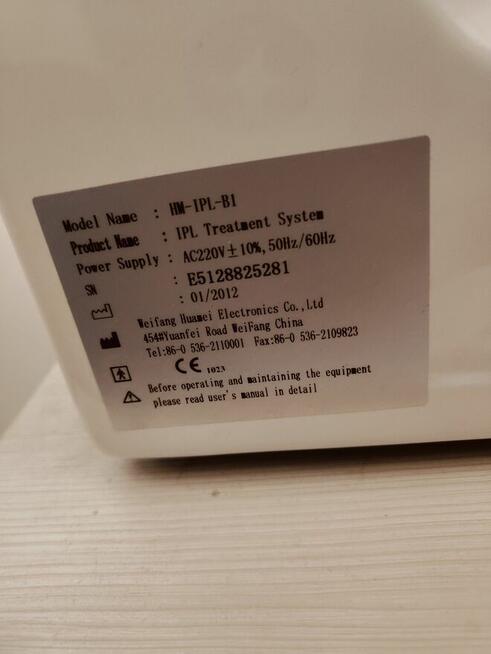 Model Name : HM-IPL-B1
Product Name : IPL Treatment System
Power Supply : AC220V±10%, 50Hz/60Hz
SN : E5128825281
: 01/2012
Weifang Huamei Electronics Co.,Ltd
454#Yuanfei Road WeiFang China
Tel:86-0 536-2110001 Fax:86-0 536-2109823
CE 1023
Before operating and maintaining the equipment
please read user's manual in detail